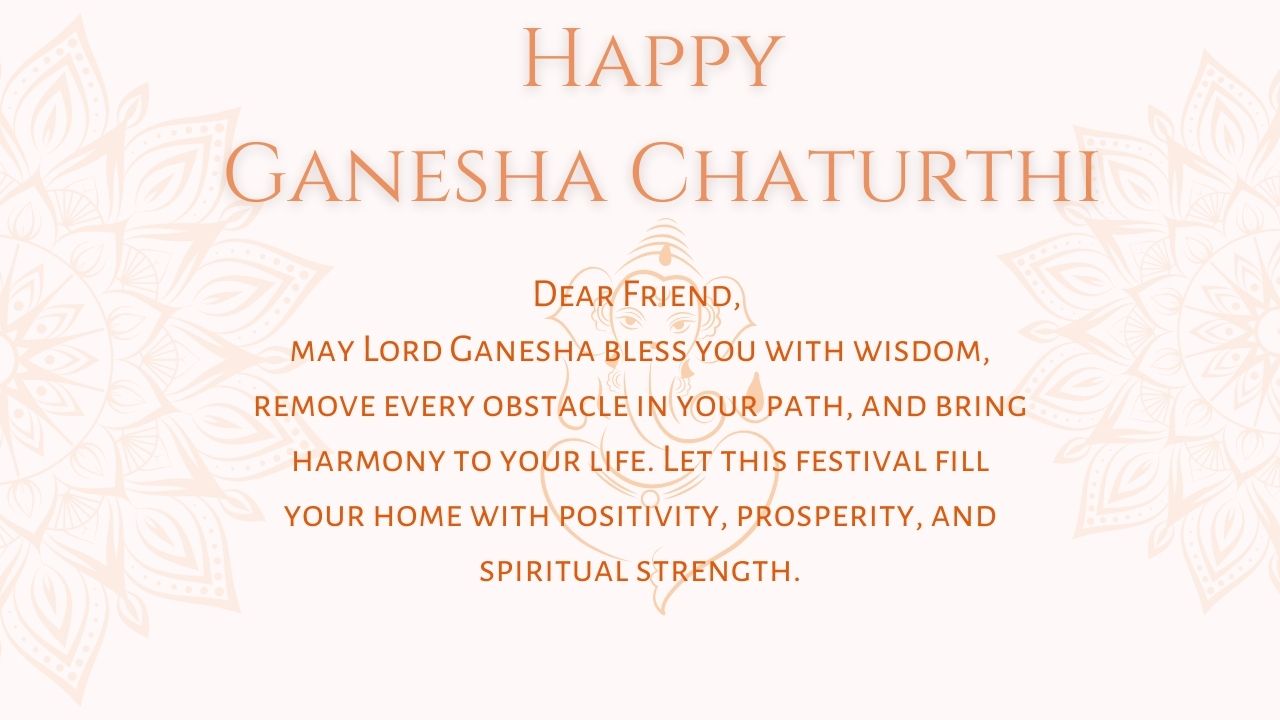 Happy
Ganesha Chaturthi
Dear Friend,
may Lord Ganesha bless you with wisdom,
remove every obstacle in your path, and bring
harmony to your life. Let this festival fill
your home with positivity, prosperity, and
spiritual strength.